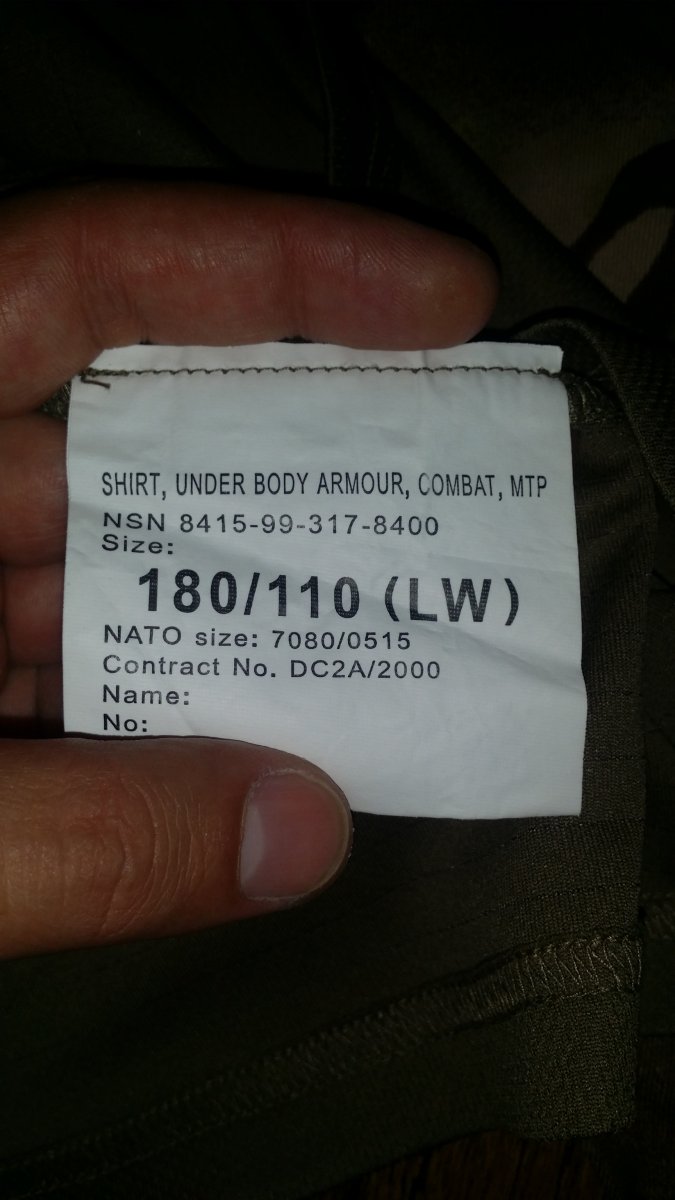 SHIRT, UNDER BODY ARMOUR, COMBAT, MTP
NSN 8415-99-317-8400
Size:
180/110 (LW)
NATO size: 7080/0515
Contract No. DC2A/2000
Name:
No: